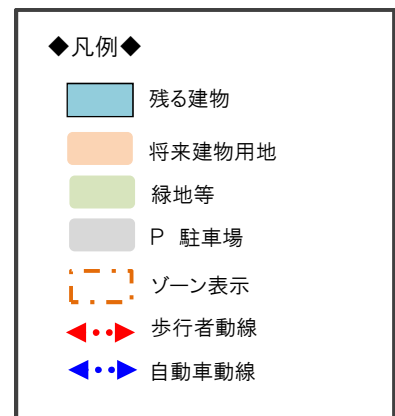 ◆凡例◆
残る建物
将来建物用地
緑地等
P 駐車場
ゾーン表示
歩行者動線
自動車動線